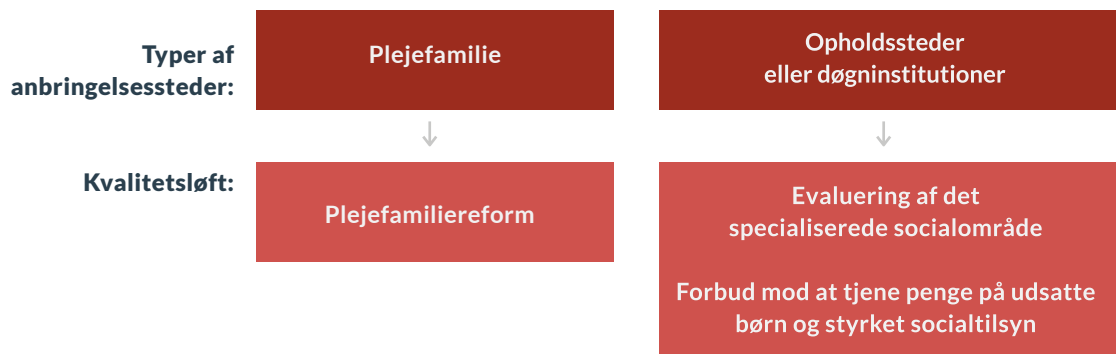 Typer af
anbringelsessteder:
Plejefamilie
Opholdssteder
eller døgninstitutioner
Kvalitetsløft:
Plejefamiliereform
Evaluering af det
specialiserede socialområde
Forbud mod at tjene penge på udsatte
børn og styrket socialtilsyn